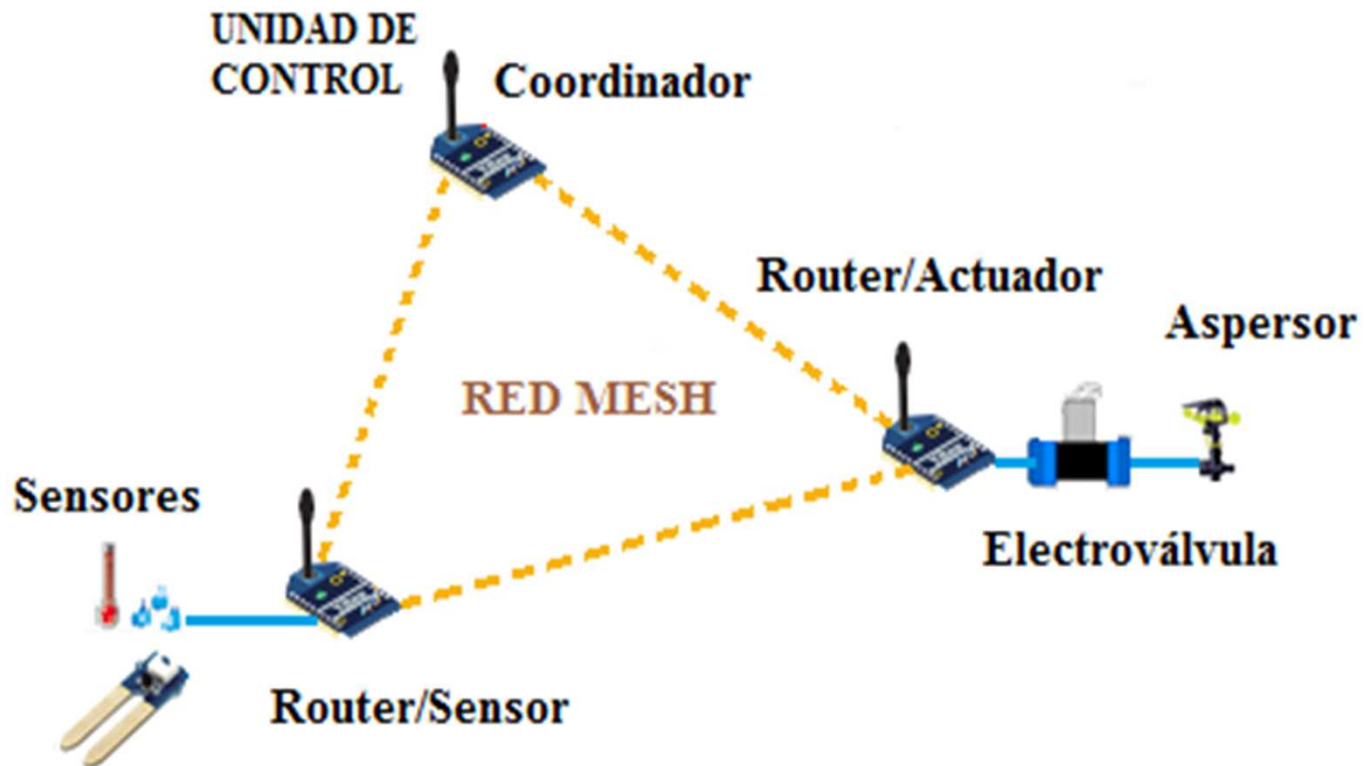 UNIDAD DE
CONTROL
Coordinador
Router/Actuador
Aspersor
RED MESH
Sensores
Electroválvula
Router/Sensor